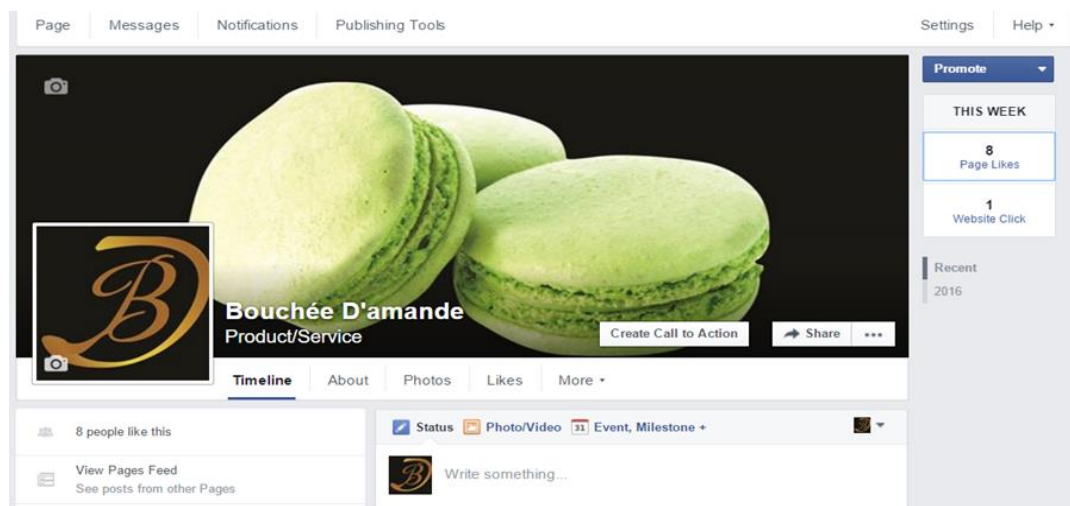 Page Messages Notifications Publishing Tools Settings Help
Promote
THIS WEEK
8
Page Likes
1
Website Click
Recent
2016
B
Bouchée D'amande
Product/Service
Create Call to Action Share ...
Timeline About Photos Likes More
8 people like this
View Pages Feed
See posts from other Pages
Status Photo/Video 31 Event, Milestone +
Write something...